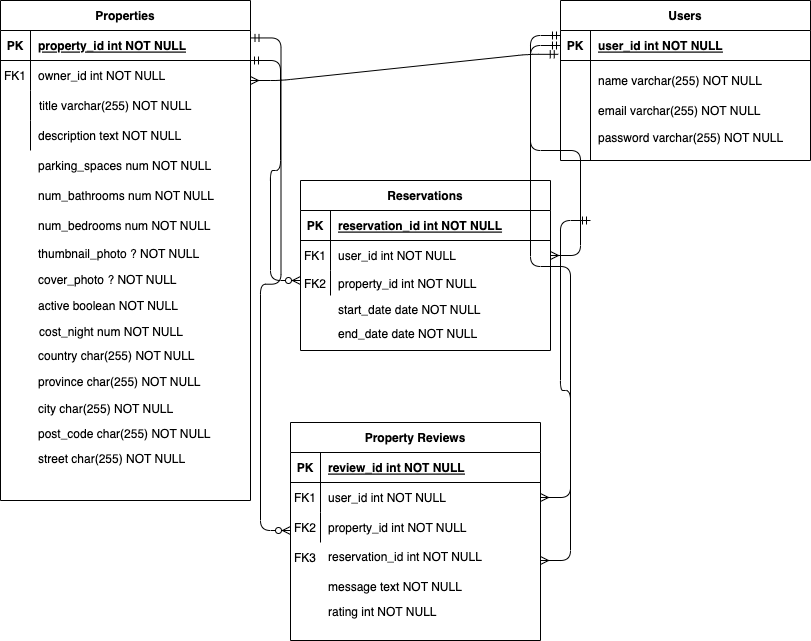 Properties
PK property_id int NOT NULL
FK1 owner_id int NOT NULL
title varchar(255) NOT NULL
description text NOT NULL
parking_spaces num NOT NULL
num_bathrooms num NOT NULL
num_bedrooms num NOT NULL
thumbnail_photo ? NOT NULL
cover_photo ? NOT NULL
active boolean NOT NULL
cost_night num NOT NULL
country char(255) NOT NULL
province char(255) NOT NULL
city char(255) NOT NULL
post_code char(255) NOT NULL
street char(255) NOT NULL
Users
PK user_id int NOT NULL
name varchar(255) NOT NULL
email varchar(255) NOT NULL
password varchar(255) NOT NULL
Reservations
PK reservation_id int NOT NULL
FK1 user_id int NOT NULL
FK2 property_id int NOT NULL
start_date date NOT NULL
end_date date NOT NULL
Property Reviews
PK review_id int NOT NULL
FK1 user_id int NOT NULL
FK2 property_id int NOT NULL
FK3 reservation_id int NOT NULL
message text NOT NULL
rating int NOT NULL